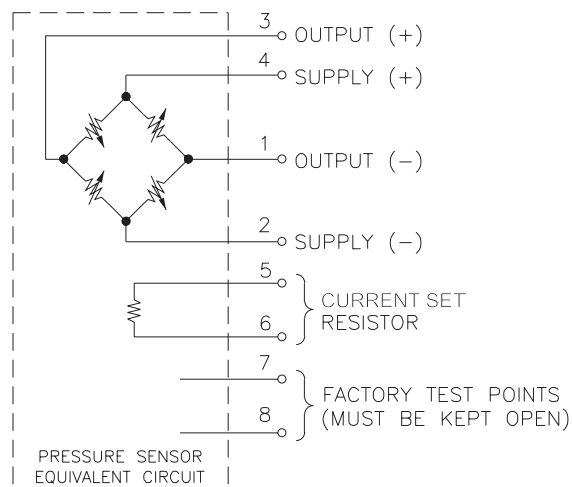 3 OUTPUT (+)
4 SUPPLY (+)
1 OUTPUT (-)
2 SUPPLY (-)
5
CURRENT SET
RESISTOR
6
7
FACTORY TEST POINTS
(MUST BE KEPT OPEN)
8
PRESSURE SENSOR
EQUIVALENT CIRCUIT